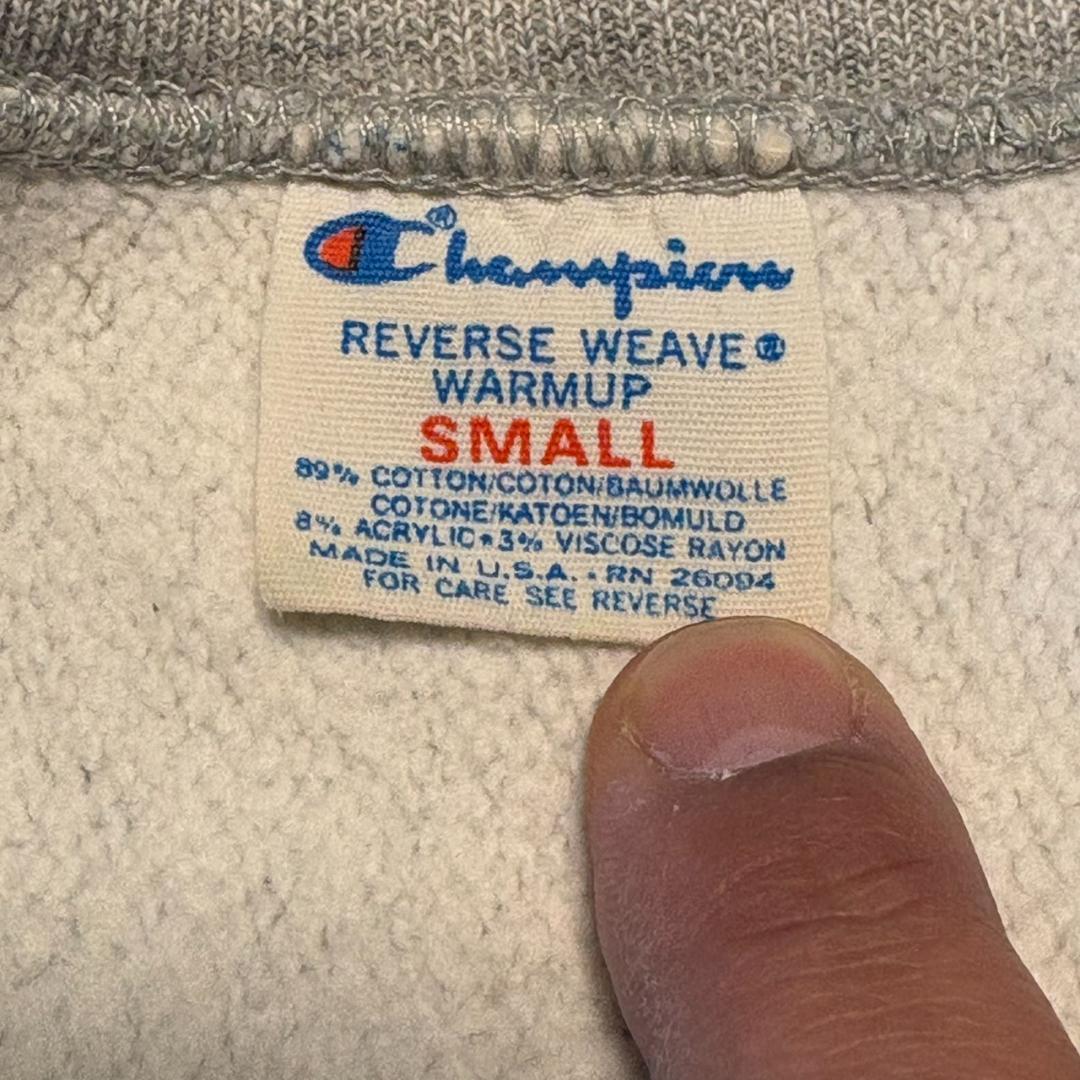 Champion®
REVERSE WEAVE®
WARMUP
SMALL
89% COTTON/COTON/BAUMWOLLE
COTONE/KATOEN/BOMULD
8% ACRYLIC•3% VISCOSE RAYON
MADE IN U.S.A. • RN 26094
FOR CARE SEE REVERSE